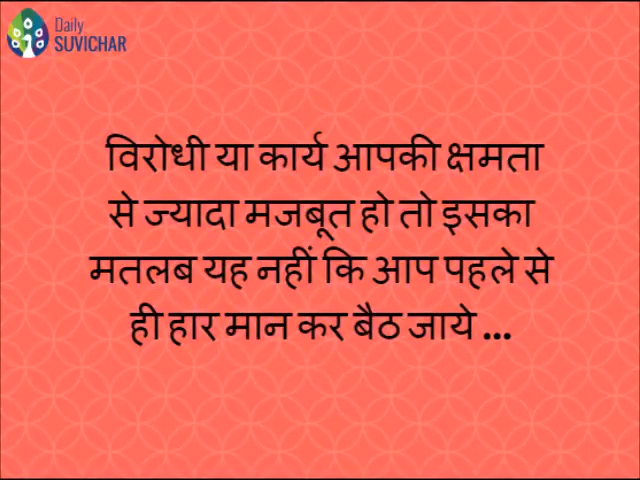 Daily
SUVICHAR
विरोधी या कार्य आपकी क्षमता
से ज्यादा मजबूत हो तो इसका
मतलब यह नहीं कि आप पहले से
ही हार मान कर बैठ जाये ...